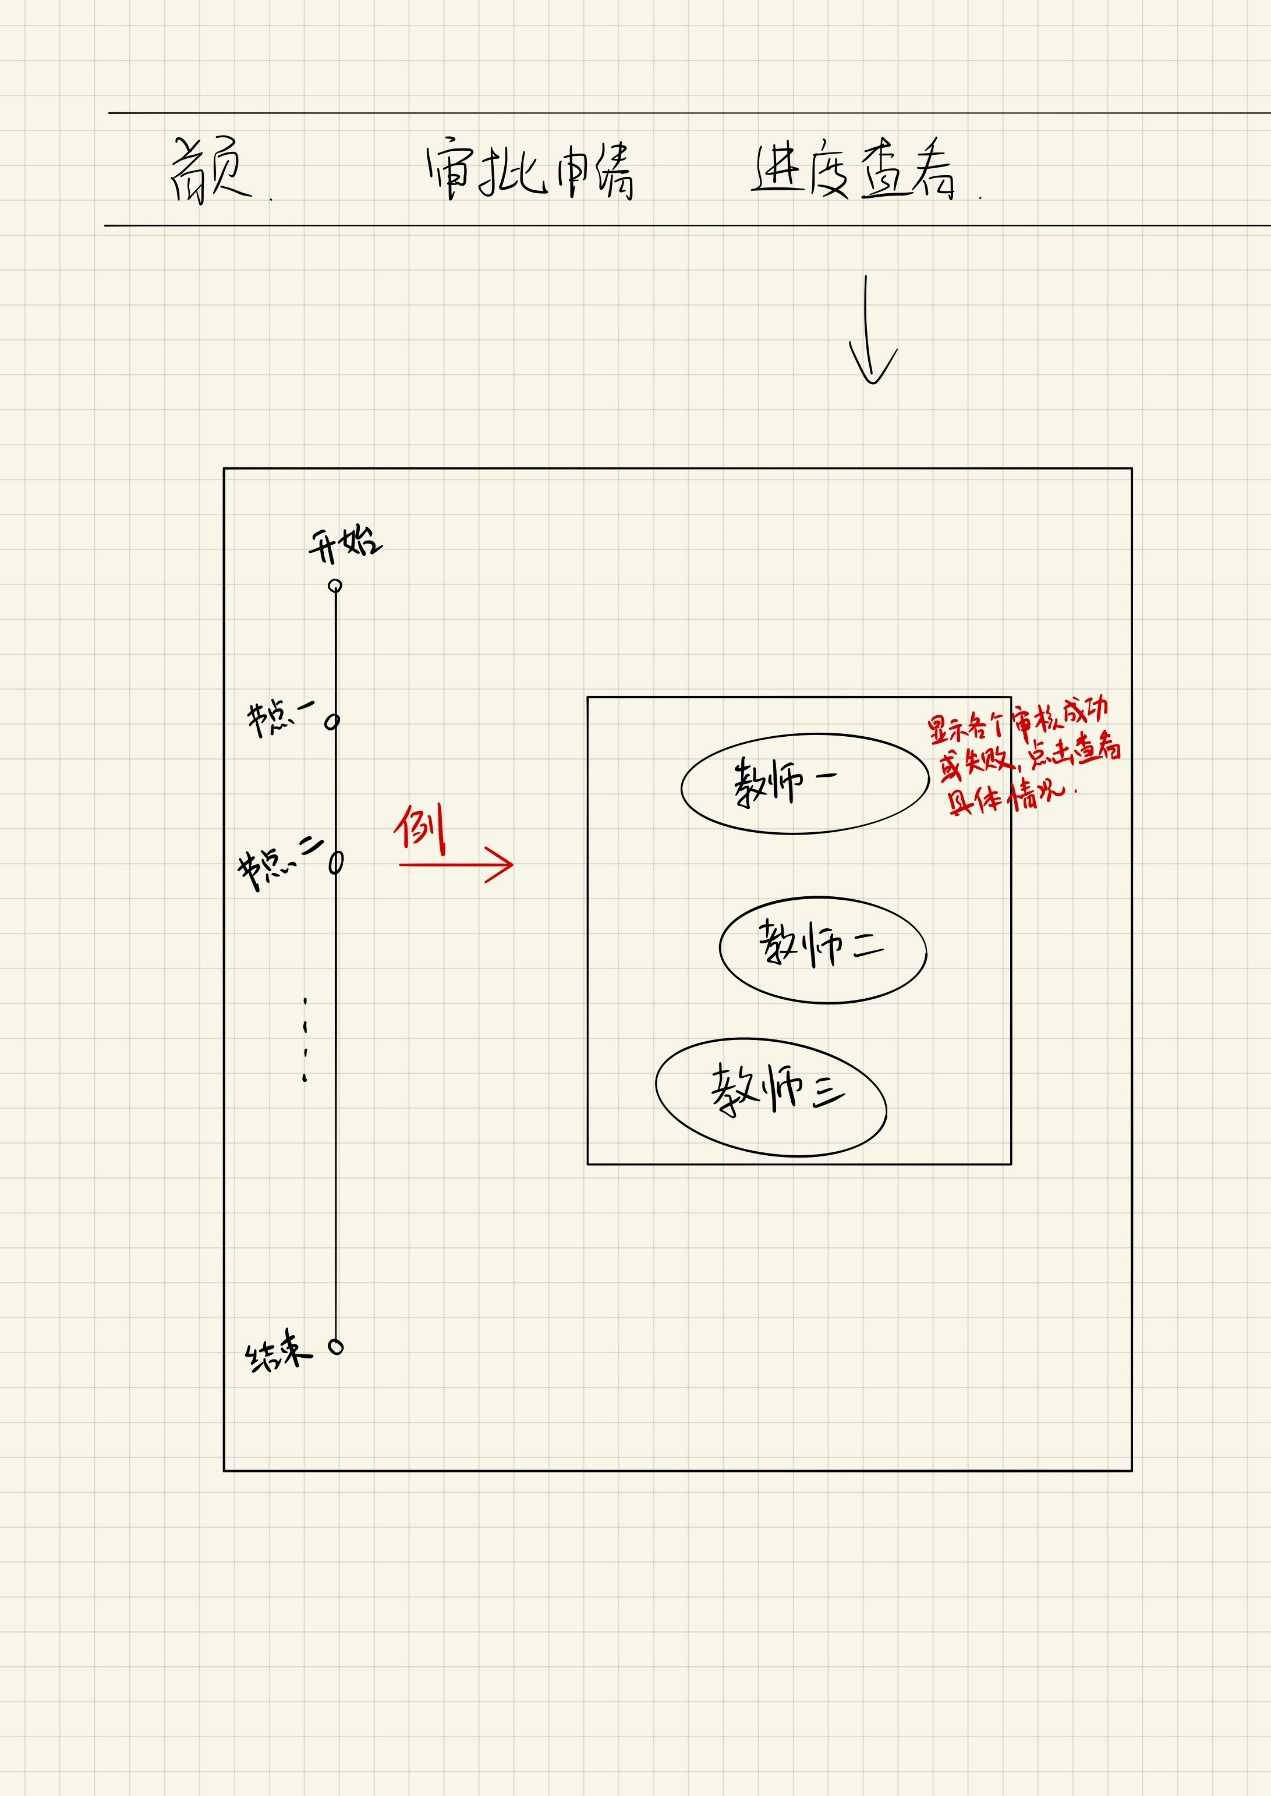 首页.
审批申请
进度查看.
开始
节点一
节点二
例
结束
教师一
教师二
教师三
显示各个审核成功
或失败,点击查看
具体情况.